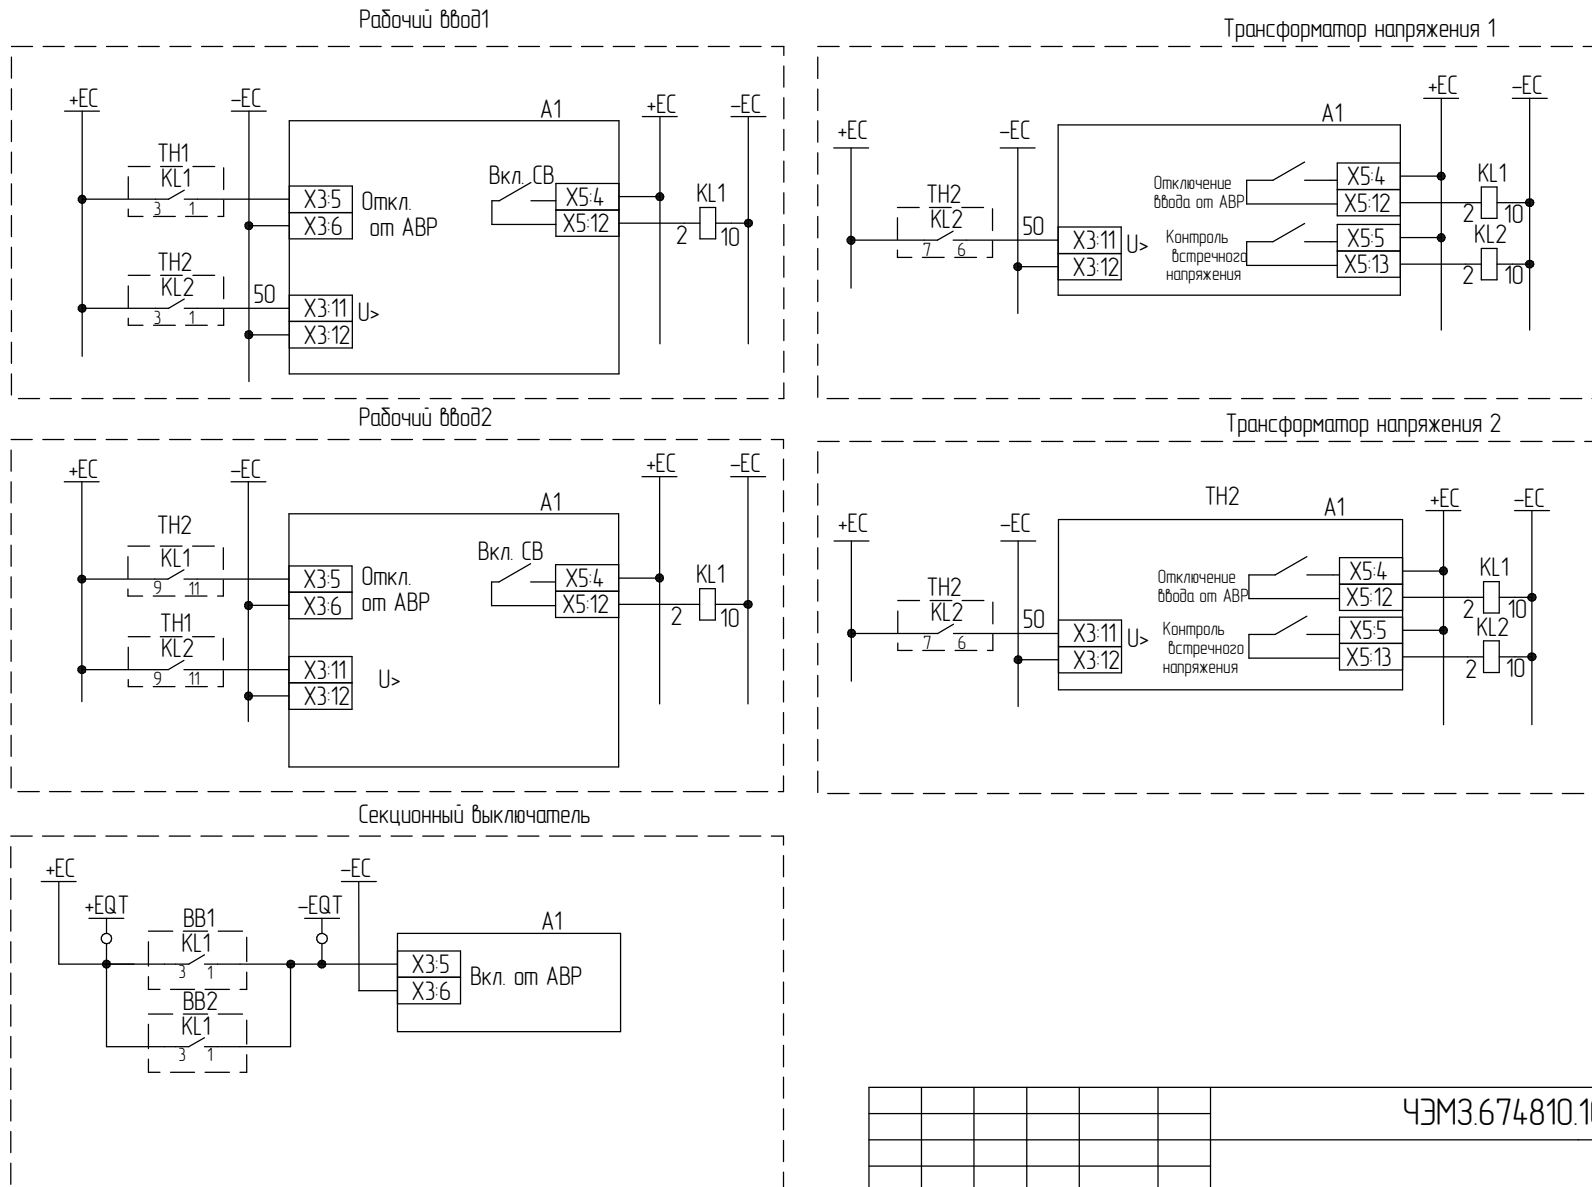 Рабочий ввод1
+EC
-EC
A1
+EC
-EC
TH1
KL1
3 1
X3:5
X3:6
Откл.
от АВР
Вкл. СВ
X5:4
X5:12
KL1
2
10
TH2
KL2
3 1
50
X3:11
X3:12
U>
Трансформатор напряжения 1
+EC
-EC
A1
+EC
-EC
TH2
KL2
7 6
50
X3:11
X3:12
U>
Отключение
ввода от АВР
X5:4
X5:12
KL1
2
10
Контроль
встречного
напряжения
X5:5
X5:13
KL2
2
10
Рабочий ввод2
+EC
-EC
A1
+EC
-EC
TH2
KL1
9 11
X3:5
X3:6
Откл.
от АВР
Вкл. СВ
X5:4
X5:12
KL1
2
10
TH1
KL2
9 11
X3:11
X3:12
U>
Трансформатор напряжения 2
+EC
-EC
TH2
A1
+EC
-EC
TH2
KL2
7 6
50
X3:11
X3:12
U>
Отключение
ввода от АВР
X5:4
X5:12
KL1
2
10
Контроль
встречного
напряжения
X5:5
X5:13
KL2
2
10
Секционный выключатель
+EC
+EQT
-EQT
-EC
A1
ВВ1
KL1
3 1
X3:5
X3:6
Вкл. от АВР
ВВ2
KL1
3 1
ЧЭМЗ.674810.1